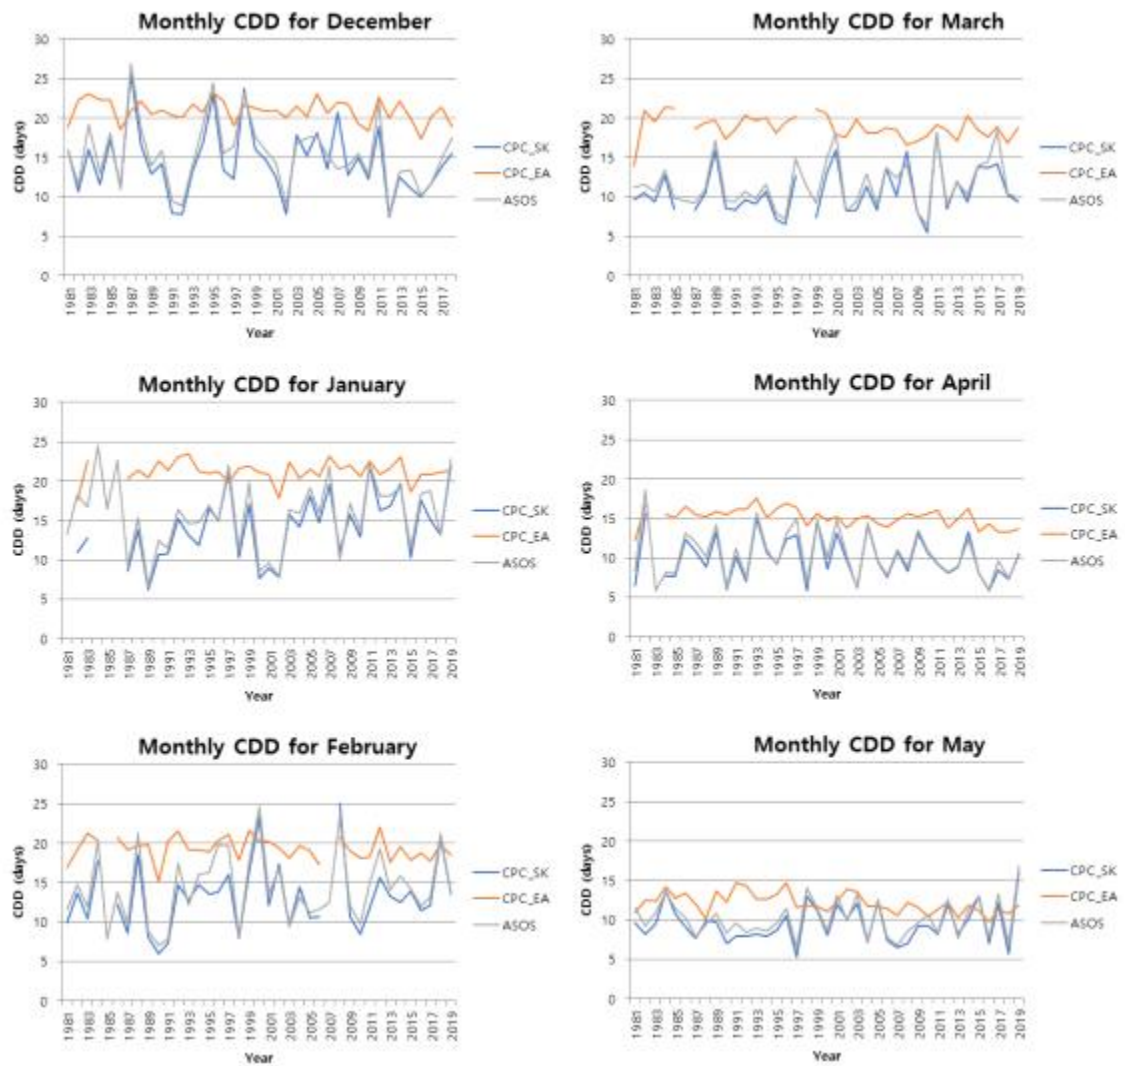 Monthly CDD for December
30
25
20
15
10
5
0
CDD (days)
1981 1983 1985 1987 1989 1991 1993 1995 1997 1999 2001 2003 2005 2007 2009 2011 2013 2015 2017
Year
CPC_SK
CPC_EA
ASOS
Monthly CDD for March
30
25
20
15
10
5
0
CDD (days)
1981 1983 1985 1987 1989 1991 1993 1995 1997 1999 2001 2003 2005 2007 2009 2011 2013 2015 2017 2019
Year
CPC_SK
CPC_EA
ASOS
Monthly CDD for January
30
25
20
15
10
5
0
CDD (days)
1981 1983 1985 1987 1989 1991 1993 1995 1997 1999 2001 2003 2005 2007 2009 2011 2013 2015 2017 2019
Year
CPC_SK
CPC_EA
ASOS
Monthly CDD for April
30
25
20
15
10
5
0
CDD (days)
1981 1983 1985 1987 1989 1991 1993 1995 1997 1999 2001 2003 2005 2007 2009 2011 2013 2015 2017 2019
Year
CPC_SK
CPC_EA
ASOS
Monthly CDD for February
30
25
20
15
10
5
0
CDD (days)
1981 1983 1985 1987 1989 1991 1993 1995 1997 1999 2001 2003 2005 2007 2009 2011 2013 2015 2017 2019
Year
CPC_SK
CPC_EA
ASOS
Monthly CDD for May
30
25
20
15
10
5
0
CDD (days)
1981 1983 1985 1987 1989 1991 1993 1995 1997 1999 2001 2003 2005 2007 2009 2011 2013 2015 2017 2019
Year
CPC_SK
CPC_EA
ASOS